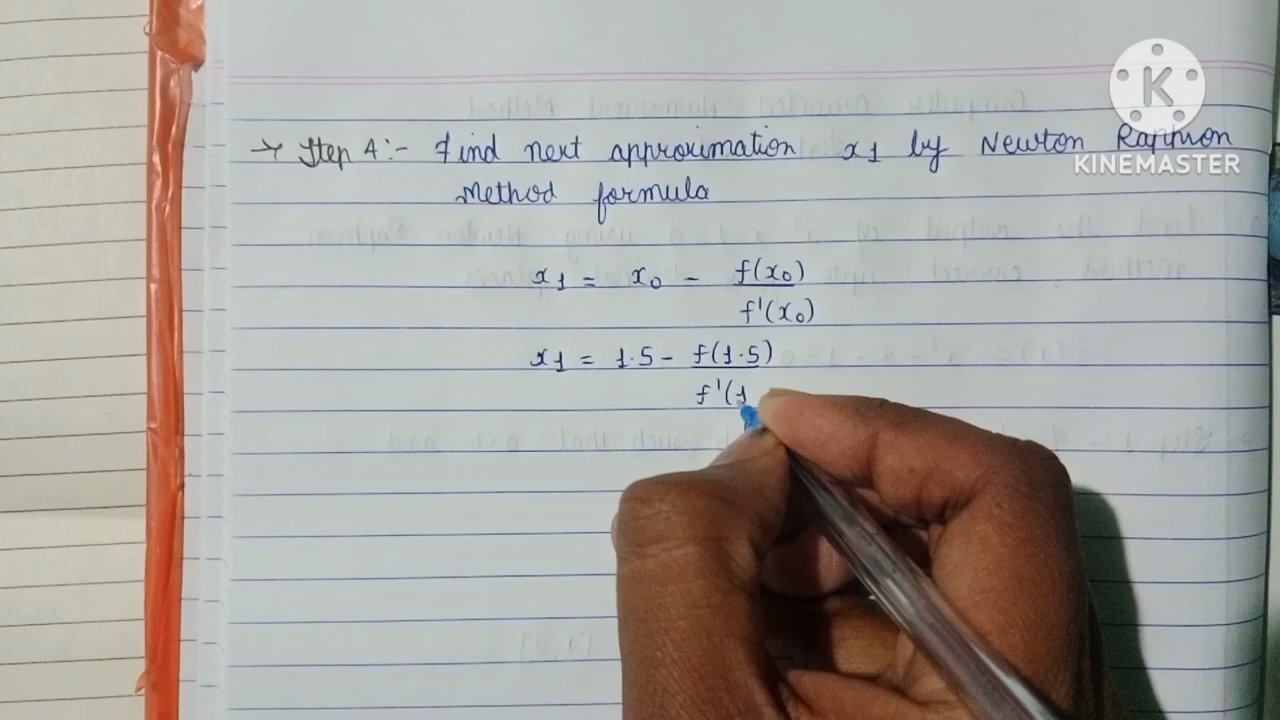 → Step 4:- Find next approximation x1 by Newton Raphson
Method formula
x1 = x0 - f(x0)
f'(x0)
x1 = 1.5 - f(1.5)
f'(1
K
KINEMASTER